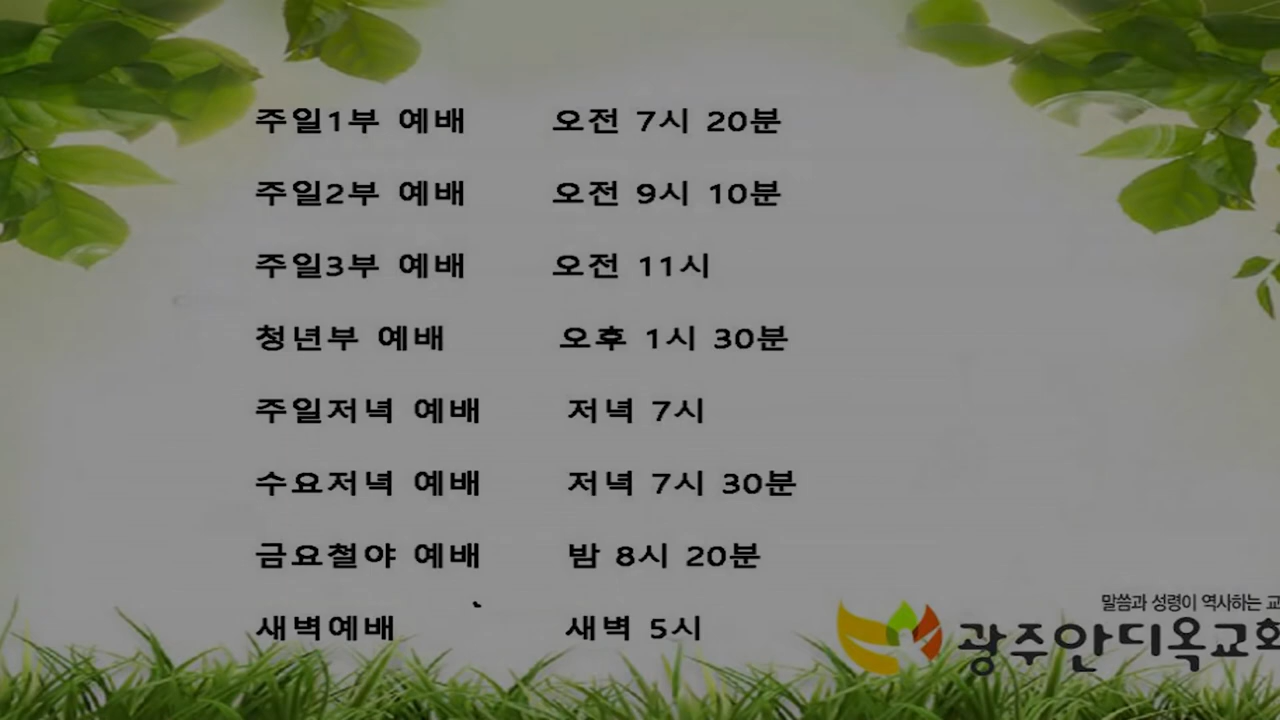 주일1부 예배 오전 7시 20분
주일2부 예배 오전 9시 10분
주일3부 예배 오전 11시
청년부 예배 오후 1시 30분
주일저녁 예배 저녁 7시
수요저녁 예배 저녁 7시 30분
금요철야 예배 밤 8시 20분
새벽예배 새벽 5시
말씀과 성령이 역사하는 교
광주안디옥교회